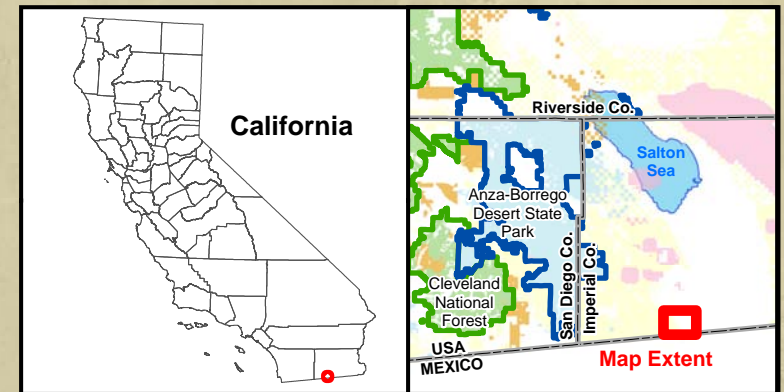 California
Riverside Co.
Salton
Sea
Anza-Borrego
Desert State
Park
San Diego Co.
Imperial Co.
Cleveland
National
Forest
USA
MEXICO
Map Extent